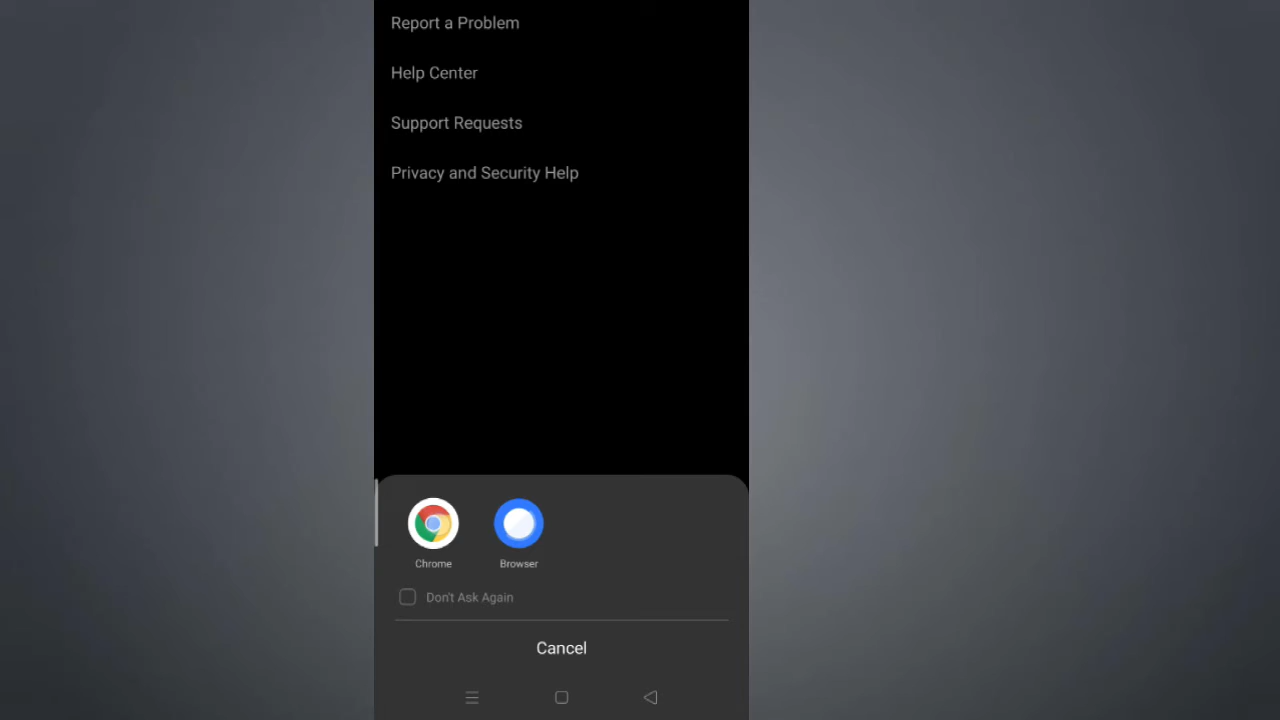 Report a Problem
Help Center
Support Requests
Privacy and Security Help
Chrome Browser
Don't Ask Again
Cancel